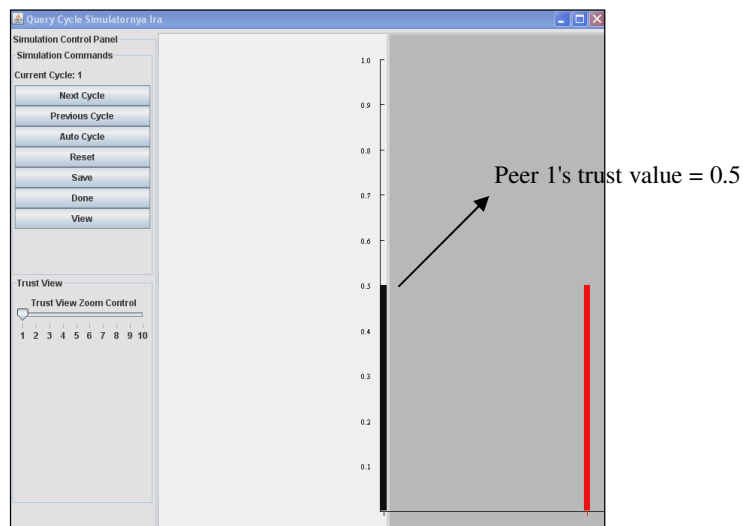 Query Cycle Simulatornya Ira
Simulation Control Panel
Simulation Commands
Current Cycle: 1
Next Cycle
Previous Cycle
Auto Cycle
Reset
Save
Done
View
Trust View
Trust View Zoom Control
1 2 3 4 5 6 7 8 9 10
1.0
0.9
0.8
0.7
0.6
0.5
0.4
0.3
0.2
0.1
Peer 1's trust value = 0.5